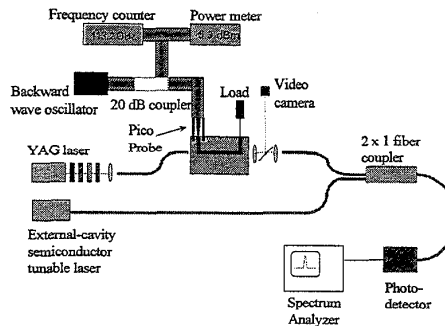 Frequency counter
Power meter
Backward
wave oscillator
20 dB coupler
Load
Video
camera
Pico
Probe
YAG laser
2 x 1 fiber
coupler
External-cavity
semiconductor
tunable laser
Spectrum
Analyzer
Photo-
detector